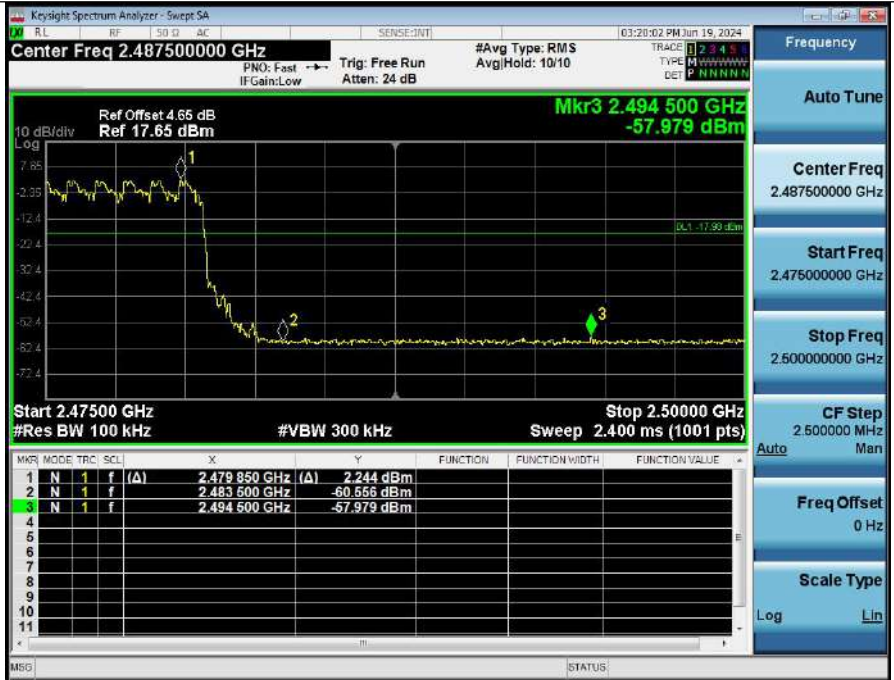 Keysight Spectrum Analyzer - Swept SA
RL RF 50 Ω AC SENSE:INT 03:20:02 PM Jun 19, 2024
Center Freq 2.487500000 GHz
PNO: Fast
IFGain:Low
Trig: Free Run
Atten: 24 dB
#Avg Type: RMS
Avg|Hold: 10/10
TRACE 1 2 3 4 5 6
TYPE M WWWWW
DET P N N N N N
Ref Offset 4.65 dB
Ref 17.65 dBm
10 dB/div
Log
Mkr3 2.494 500 GHz
-57.979 dBm
7.65
-2.35
-12.4
-22.4
-32.4
-42.4
-52.4
-62.4
-72.4
1
2
3
DL1 -17.98 dBm
Start 2.47500 GHz Stop 2.50000 GHz
#Res BW 100 kHz #VBW 300 kHz Sweep 2.400 ms (1001 pts)
MKR MODE TRC SCL X Y FUNCTION FUNCTION WIDTH FUNCTION VALUE
1 N 1 f (Δ) 2.479 850 GHz (Δ) 2.244 dBm
2 N 1 f 2.483 500 GHz -60.556 dBm
3 N 1 f 2.494 500 GHz -57.979 dBm
4
5
6
7
8
9
10
11
MSG STATUS
Frequency
Auto Tune
Center Freq
2.487500000 GHz
Start Freq
2.475000000 GHz
Stop Freq
2.500000000 GHz
CF Step
2.500000 MHz
Auto Man
Freq Offset
0 Hz
Scale Type
Log Lin